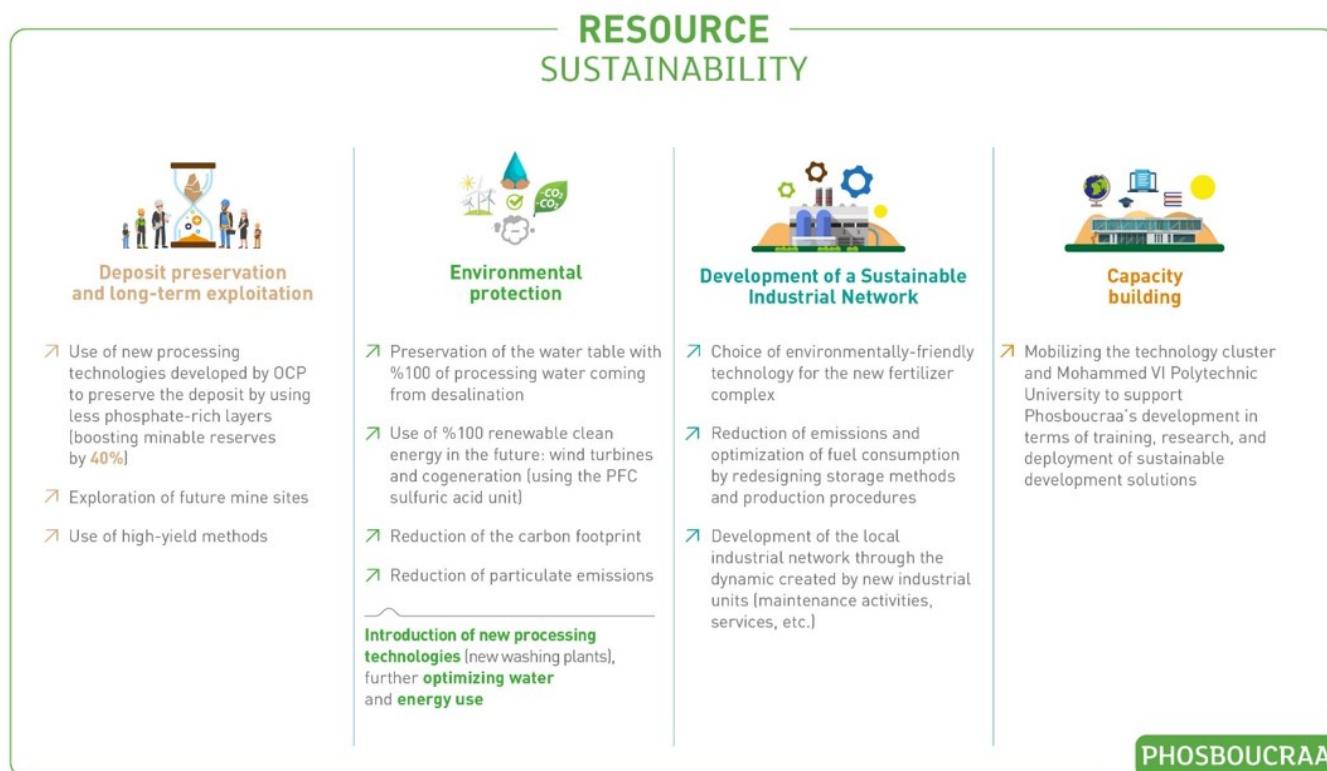 RESOURCE
SUSTAINABILITY
Deposit preservation
and long-term exploitation
Use of new processing
technologies developed by OCP
to preserve the deposit by using
less phosphate-rich layers
(boosting minable reserves
by 40%)
Exploration of future mine sites
Use of high-yield methods
-CO₂
-CO₂
Environmental
protection
Preservation of the water table with
%100 of processing water coming
from desalination
Use of %100 renewable clean
energy in the future: wind turbines
and cogeneration (using the PFC
sulfuric acid unit)
Reduction of the carbon footprint
Reduction of particulate emissions
Introduction of new processing
technologies (new washing plants),
further optimizing water
and energy use
Development of a Sustainable
Industrial Network
Choice of environmentally-friendly
technology for the new fertilizer
complex
Reduction of emissions and
optimization of fuel consumption
by redesigning storage methods
and production procedures
Development of the local
industrial network through the
dynamic created by new industrial
units (maintenance activities,
services, etc.)
Capacity
building
Mobilizing the technology cluster
and Mohammed VI Polytechnic
University to support
Phosboucraa's development in
terms of training, research, and
deployment of sustainable
development solutions
PHOSBOUCRAA